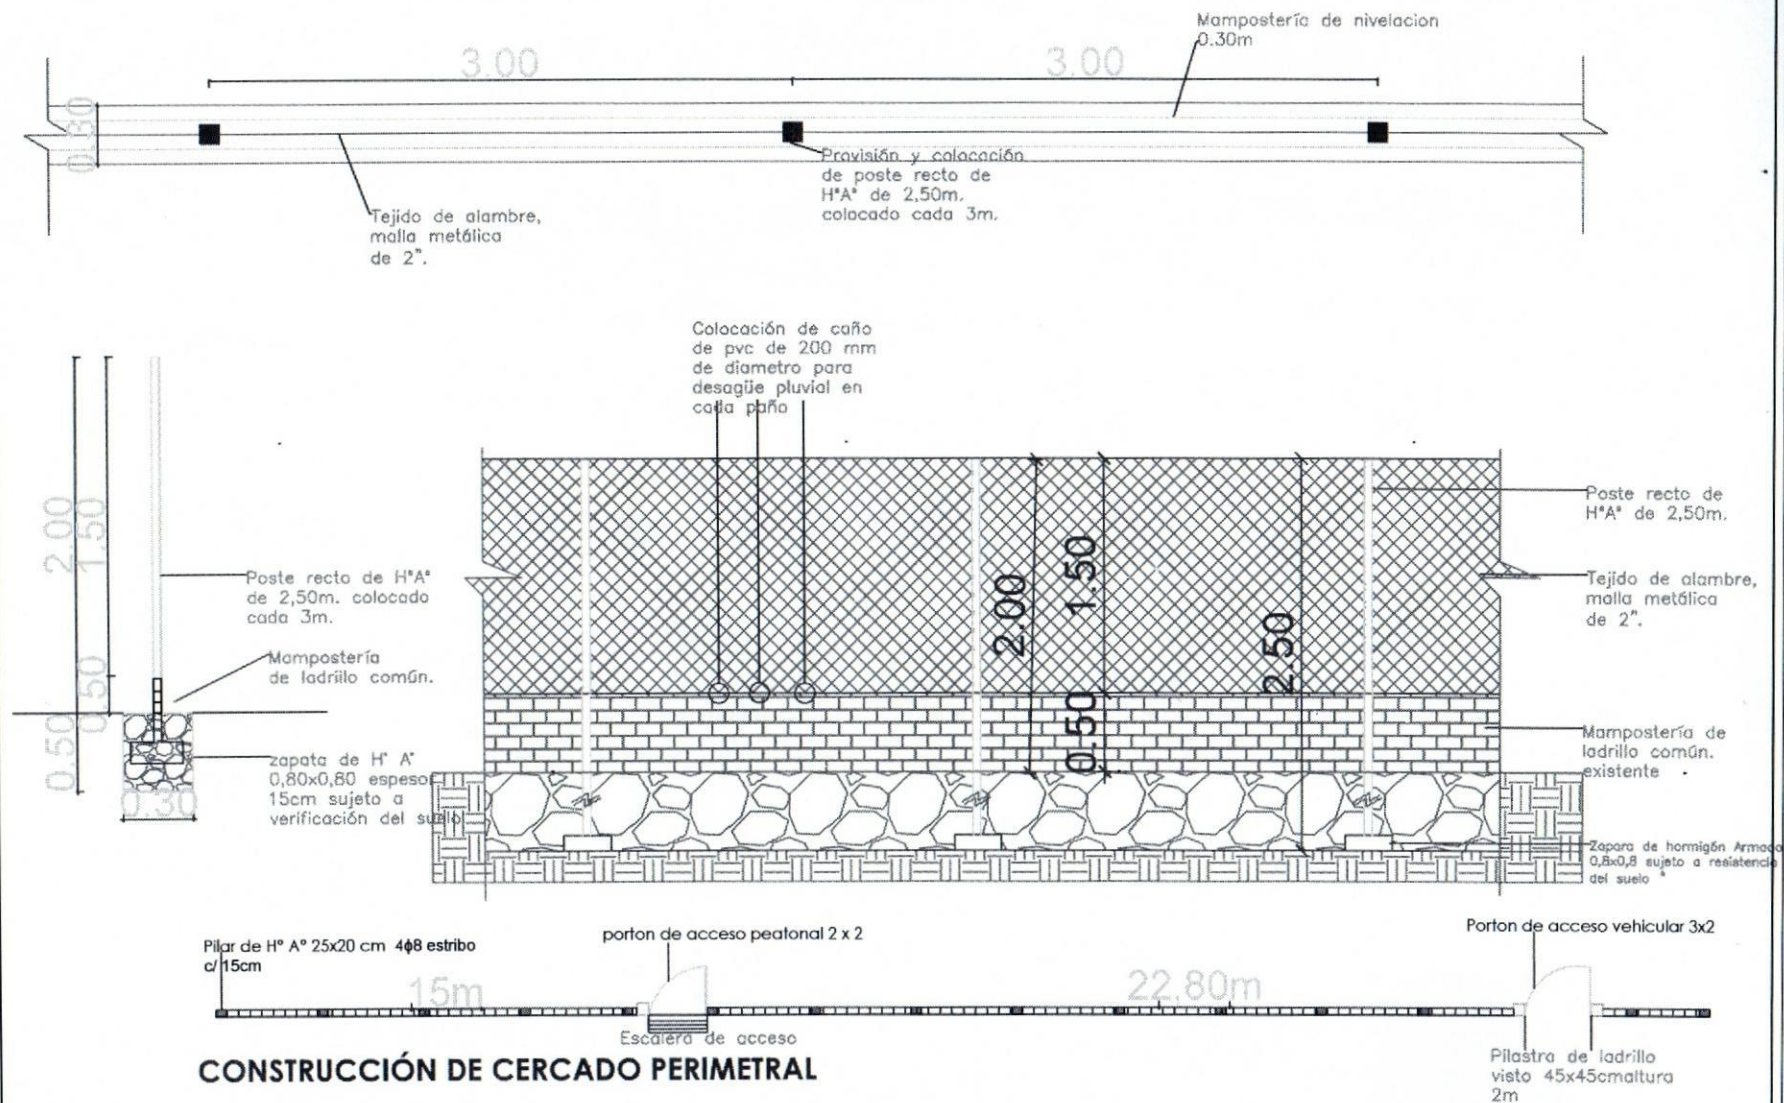 Mampostería de nivelacion
0.30m
3.00
3.00
0.30
Provisión y colocación
de poste recto de
H°A° de 2,50m.
colocado cada 3m.
Tejido de alambre,
malla metálica
de 2".
Colocación de caño
de pvc de 200 mm
de diametro para
desagüe pluvial en
cada paño
2.00
1.50
0.50
0.50
0.30
Poste recto de H°A°
de 2,50m. colocado
cada 3m.
Mampostería
de ladriilo común.
zapata de H° A°
0,80x0,80 espesor
15cm sujeto a
verificación del suelo
2.00
1.50
0.50
2.50
Poste recto de
H°A° de 2,50m.
Tejido de alambre,
malla metálica
de 2".
Mampostería de
ladrillo común.
existente
Zapara de hormigón Armado
0,8x0,8 sujeto a resistencia
del suelo
Pilar de H° A° 25x20 cm 4ϕ8 estribo
c/ 15cm
porton de acceso peatonal 2 x 2
Porton de acceso vehicular 3x2
15m
22,80m
Escalera de acceso
Pilastra de ladrillo
visto 45x45cmaltura
2m
CONSTRUCCIÓN DE CERCADO PERIMETRAL